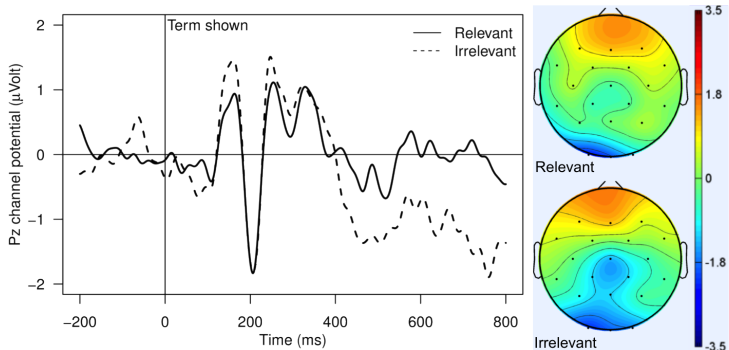 Term shown
Relevant
Irrelevant
Pz channel potential (µVolt)
2
1
0
−1
−2
−200
0
200
400
600
800
Time (ms)
Relevant
Irrelevant
3.5
1.8
0
-1.8
-3.5